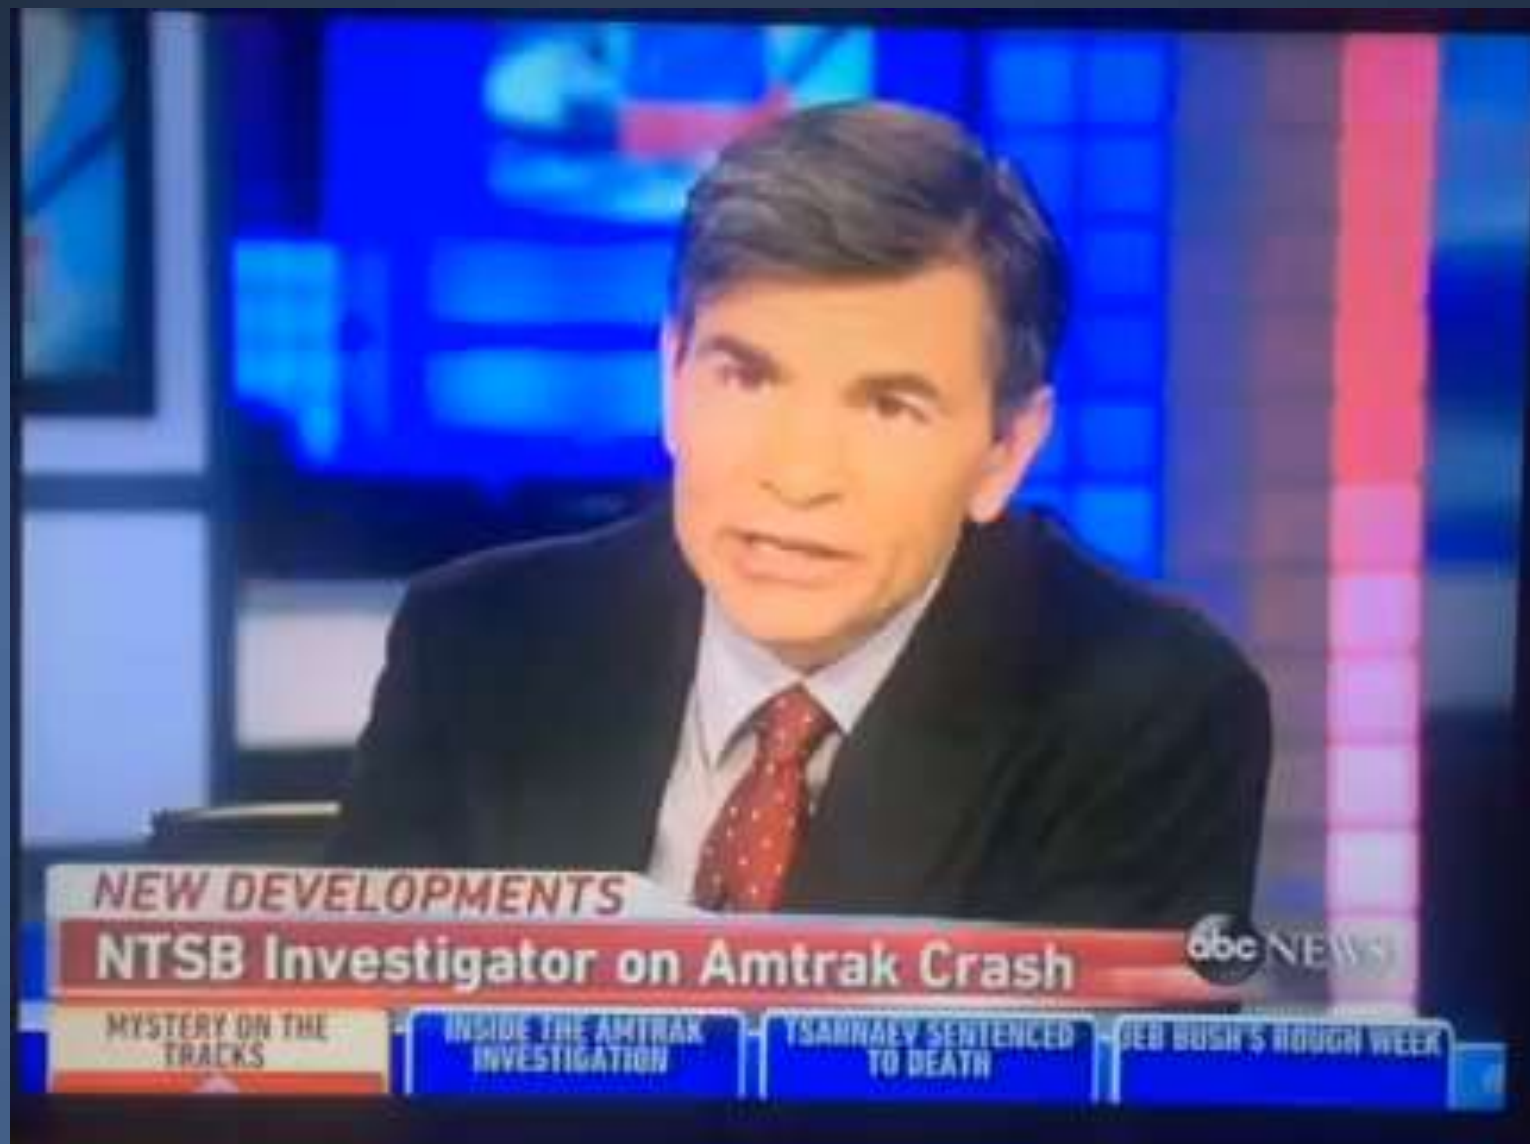 NEW DEVELOPMENTS
NTSB Investigator on Amtrak Crash
abc NEWS
MYSTERY ON THE
TRACKS
INSIDE THE AMTRAK
INVESTIGATION
TSARNAEV SENTENCED
TO DEATH
JEB BUSH'S ROUGH WEEK